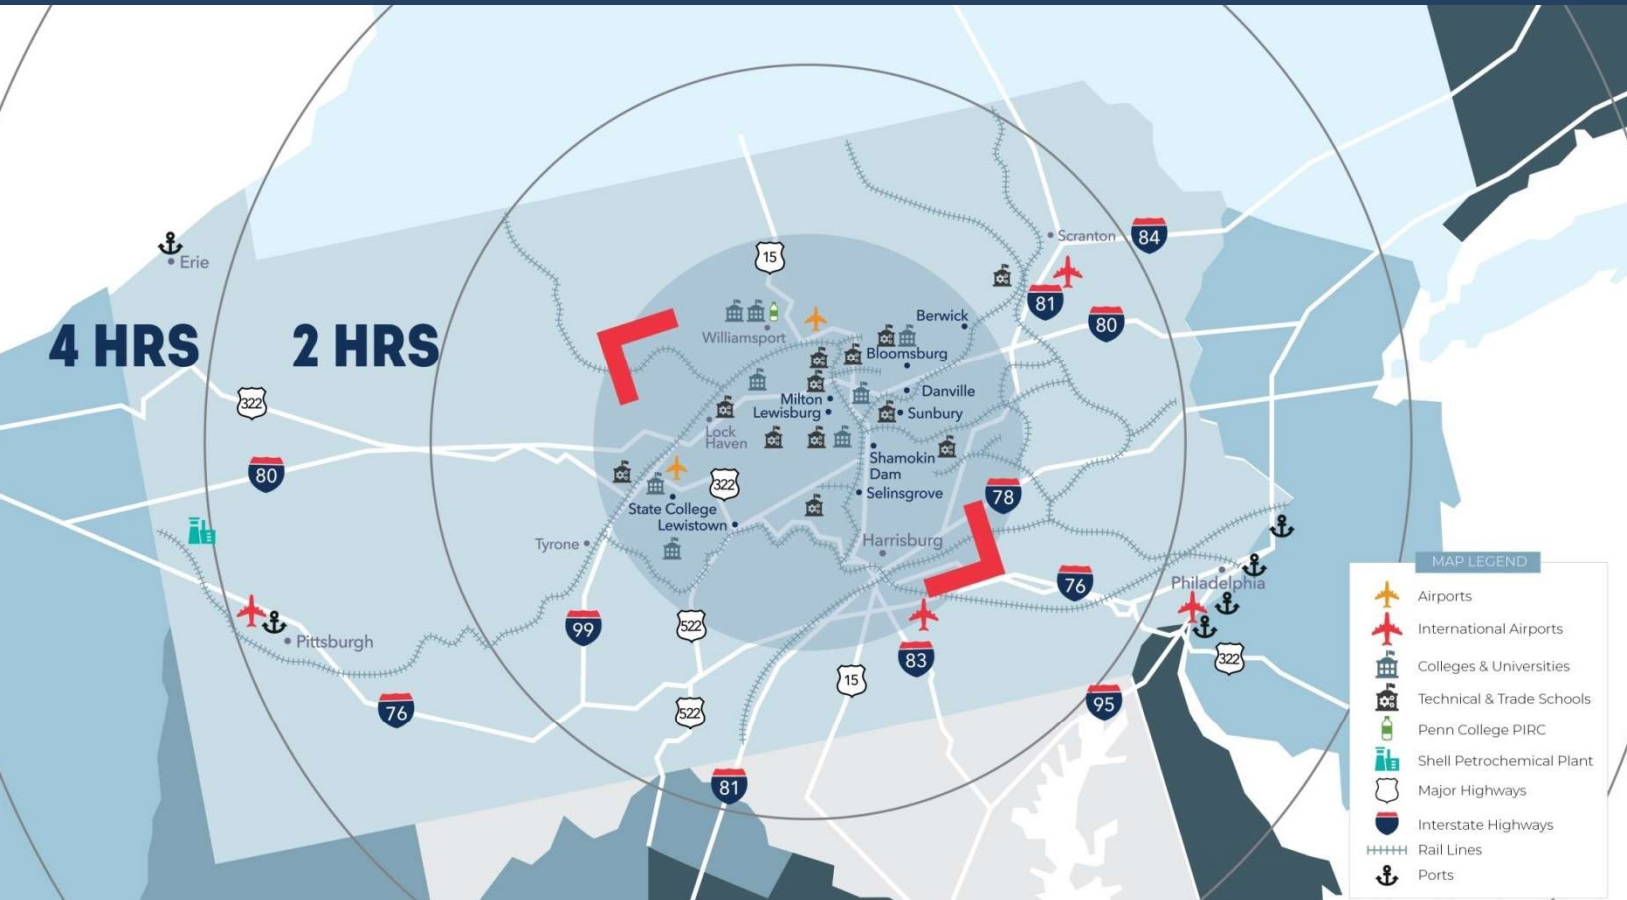 15
Scranton
84
Erie
81
80
Berwick
Williamsport
Bloomsburg
4 HRS
2 HRS
Danville
Milton
Lewisburg
Sunbury
322
Lock
Haven
Shamokin
Dam
80
322
Selinsgrove
78
State College
Lewistown
Tyrone
Harrisburg
76
Philadelphia
Pittsburgh
99
522
83
322
15
76
522
95
81
MAP LEGEND
Airports
International Airports
Colleges & Universities
Technical & Trade Schools
Penn College PIRC
Shell Petrochemical Plant
Major Highways
Interstate Highways
Rail Lines
Ports